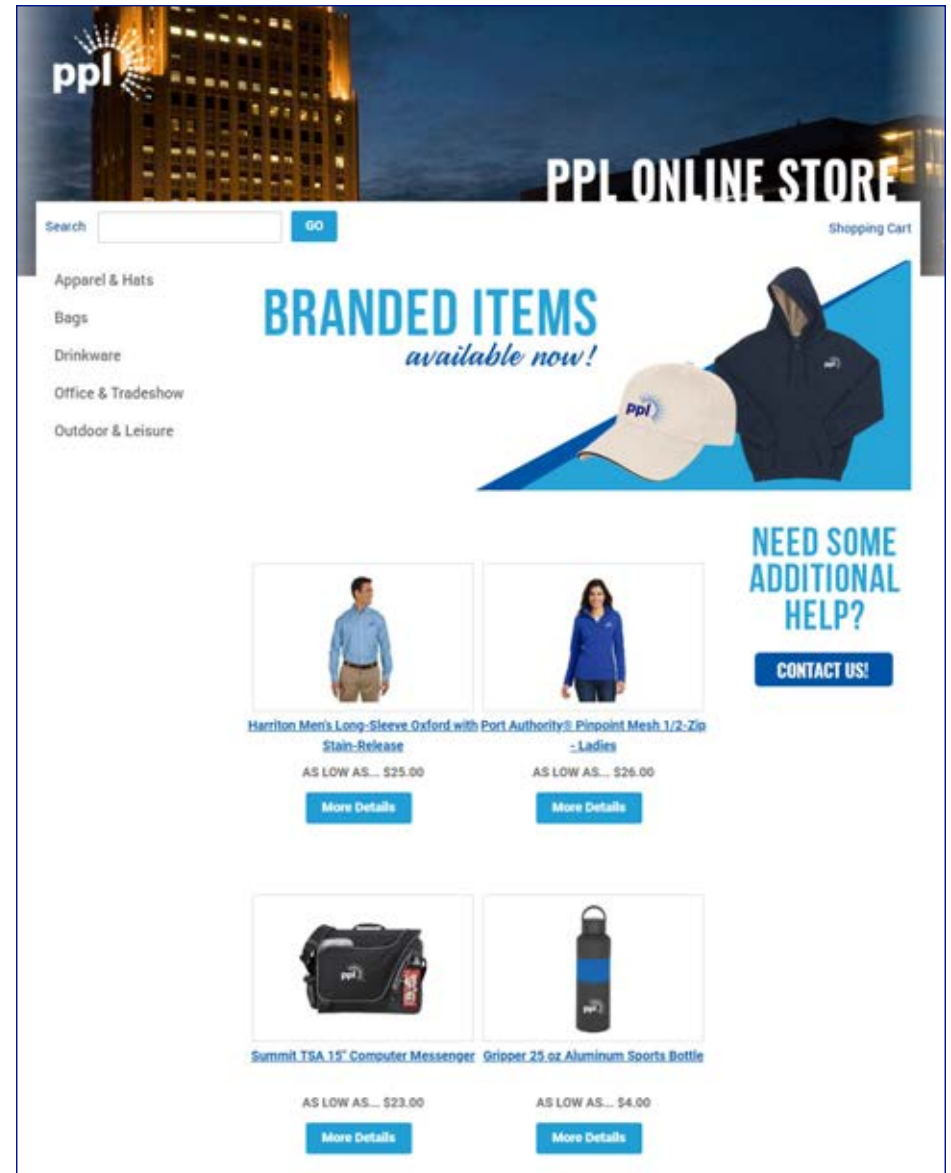 ppl
PPL ONLINE STORE
Search
GO
Shopping Cart
Apparel & Hats
Bags
Drinkware
Office & Tradeshow
Outdoor & Leisure
BRANDED ITEMS
available now!
ppl
ppl
NEED SOME
ADDITIONAL
HELP?
CONTACT US!
Harriton Men's Long-Sleeve Oxford with
Stain-Release
AS LOW AS... $25.00
More Details
Port Authority® Pinpoint Mesh 1/2-Zip
- Ladies
AS LOW AS... $26.00
More Details
ppl
Summit TSA 15" Computer Messenger
AS LOW AS... $23.00
More Details
ppl
Gripper 25 oz Aluminum Sports Bottle
AS LOW AS... $4.00
More Details